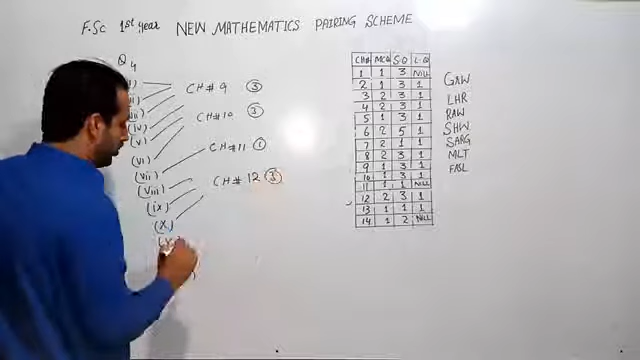 F.Sc 1st year NEW MATHEMATICS PAIRING SCHEME
Q4
(iii)
(iv)
(v)
(vi)
(vii)
(viii)
(ix)
(X)
CH # 9 3
CH # 10 3
CH # 11 1
CH # 12 3
CH# MCQ S.Q L.Q
1 1 3 NILL
2 1 3 1
3 2 3 1
4 2 3 1
5 1 3 1
6 2 5 1
7 2 1 1
8 2 3 1
9 1 3 1
10 1 3 1
11 1 1 NILL
12 2 3 1
13 1 1 1
14 1 2 NILL
GRW
LHR
RAW
SHW
SARG
MLT
FASL